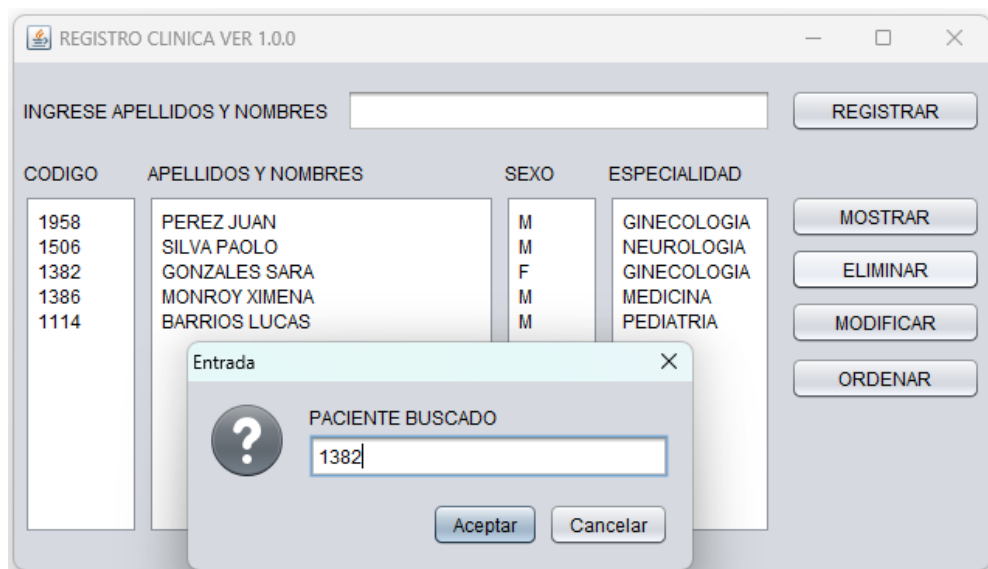 REGISTRO CLINICA VER 1.0.0
INGRESE APELLIDOS Y NOMBRES
REGISTRAR
CODIGO APELLIDOS Y NOMBRES SEXO ESPECIALIDAD
1958 PEREZ JUAN M GINECOLOGIA
1506 SILVA PAOLO M NEUROLOGIA
1382 GONZALES SARA F GINECOLOGIA
1386 MONROY XIMENA M MEDICINA
1114 BARRIOS LUCAS M PEDIATRIA
MOSTRAR
ELIMINAR
MODIFICAR
ORDENAR
Entrada
PACIENTE BUSCADO
1382
Aceptar Cancelar